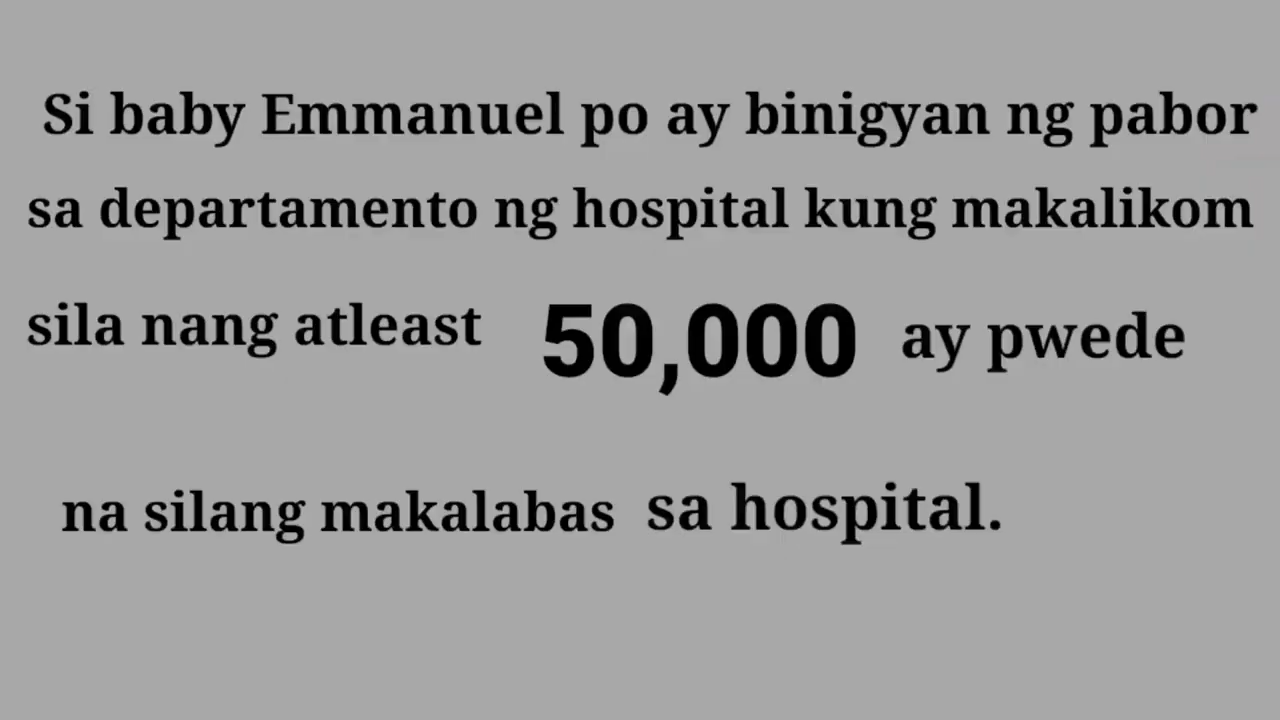 Si baby Emmanuel po ay binigyan ng pabor
sa departamento ng hospital kung makalikom
sila nang atleast 50,000 ay pwede
na silang makalabas sa hospital.